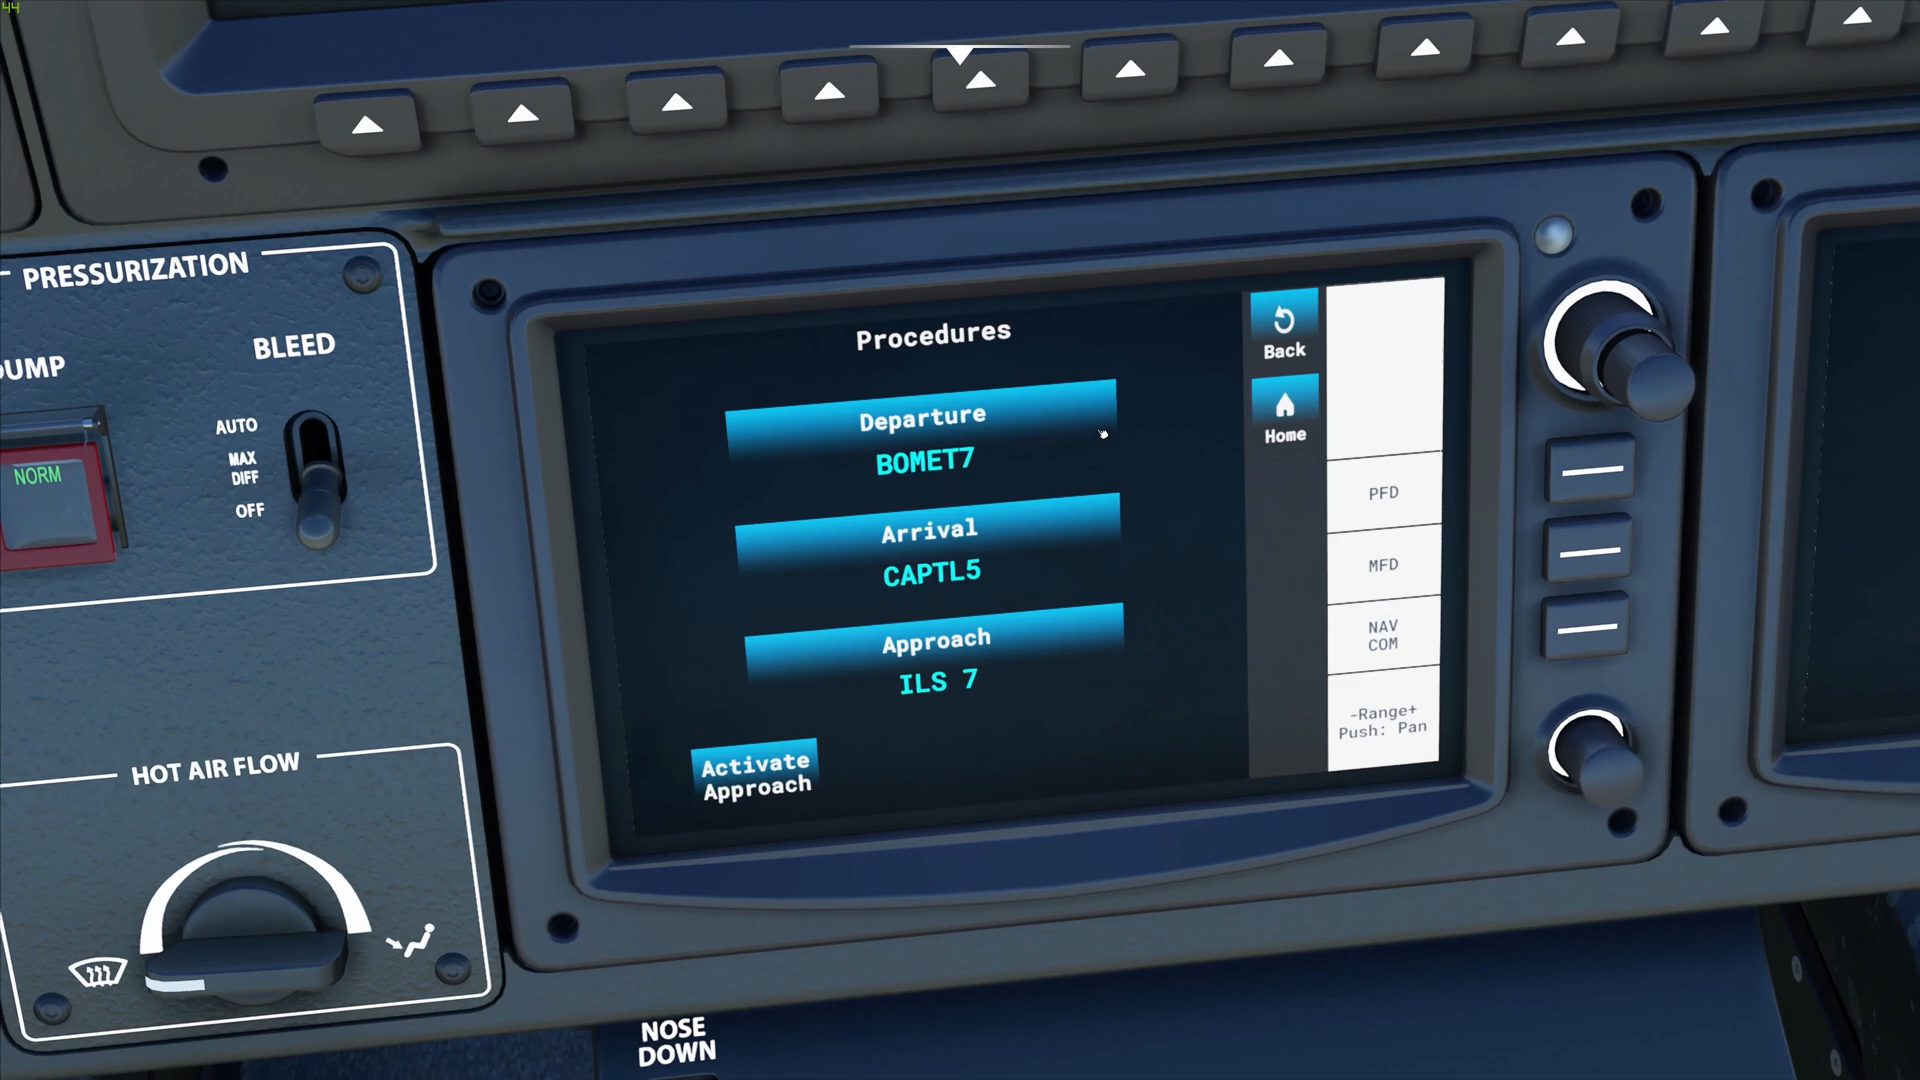 44
PRESSURIZATION
BLEED
AUTO
MAX
DIFF
OFF
NORM
HOT AIR FLOW
Procedures
Departure
BOMET7
Arrival
CAPTL5
Approach
ILS 7
Activate
Approach
Back
Home
PFD
MFD
NAV
COM
-Range+
Push: Pan
NOSE
DOWN